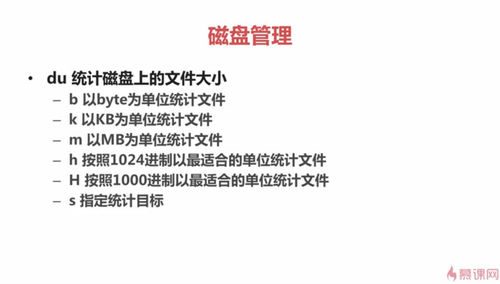 磁盘管理
• du 统计磁盘上的文件大小
– b 以byte为单位统计文件
– k 以KB为单位统计文件
– m 以MB为单位统计文件
– h 按照1024进制以最适合的单位统计文件
– H 按照1000进制以最适合的单位统计文件
– s 指定统计目标
慕课网